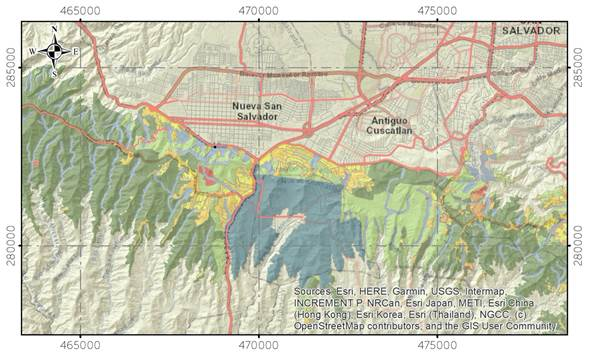 465000 470000 475000
SAN
SALVADOR
N
W E
S
285000 285000
Nueva San
Salvador
Antiguo
Cuscatlan
280000 280000
Sources: Esri, HERE, Garmin, USGS, Intermap,
INCREMENT P, NRCan, Esri Japan, METI, Esri China
(Hong Kong), Esri Korea, Esri (Thailand), NGCC, (c)
OpenStreetMap contributors, and the GIS User Community
465000 470000 475000